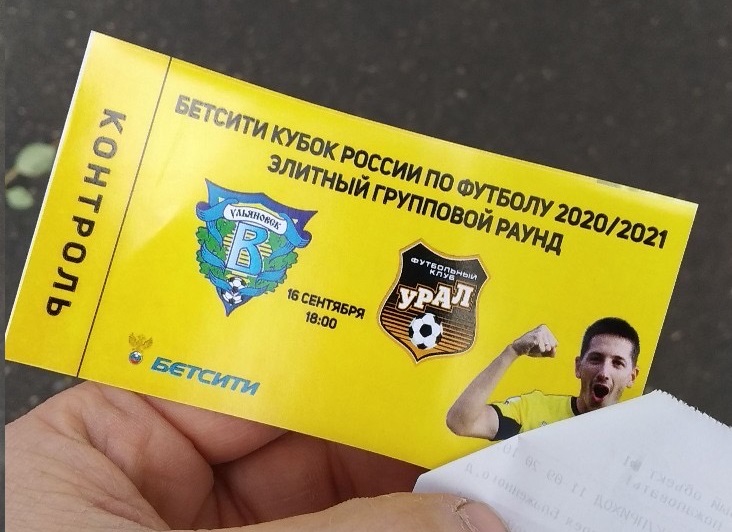 КОНТРОЛЬ
БЕТСИТИ КУБОК РОССИИ ПО ФУТБОЛУ 2020/2021
ЭЛИТНЫЙ ГРУППОВОЙ РАУНД
УЛЬЯНОВСК
В
16 СЕНТЯБРЯ
18:00
ФУТБОЛЬНЫЙ
КЛУБ
УРАЛ
БЕТСИТИ